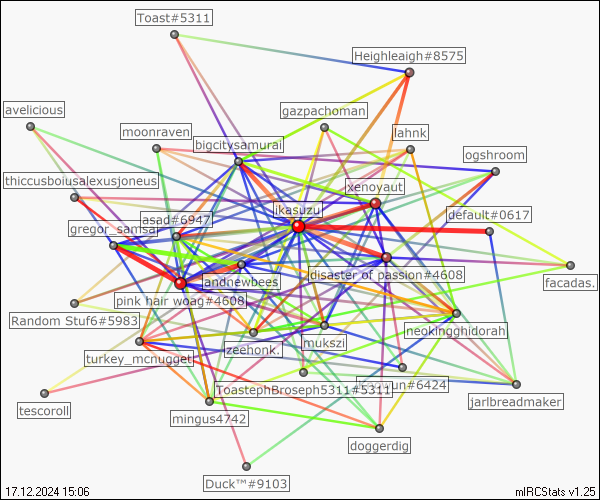 Toast#5311
Heighleigh#8575
avelicious
gazpachoman
moonraven
lahnk
bigcitysamurai
ogshroom
thiccusboiusalexusjoneus
xenoyaut
ikasuzu
default#0617
asad#6947
gregor_samsa
disaster of passion#4608
andnewbees
facadas.
pink hair woag#4608
Random Stuf6#5983
neokingghidorah
mukszi
zeehonk.
turkey_mcnugget
ToastephBroseph5311#5311
un#6424
jarlbreadmaker
tescoroll
mingus4742
doggerdig
Duck™#9103
17.12.2024 15:06
mIRCStats v1.25